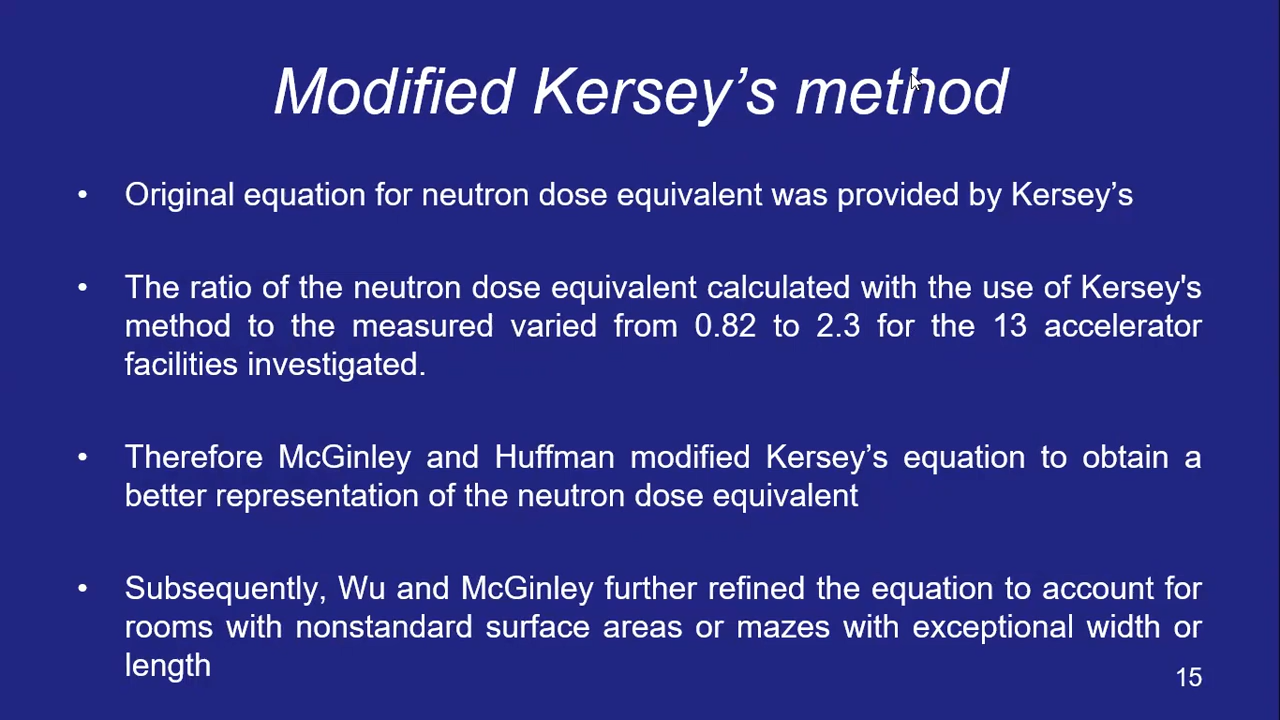 Modified Kersey’s method
• Original equation for neutron dose equivalent was provided by Kersey’s
• The ratio of the neutron dose equivalent calculated with the use of Kersey's
method to the measured varied from 0.82 to 2.3 for the 13 accelerator
facilities investigated.
• Therefore McGinley and Huffman modified Kersey’s equation to obtain a
better representation of the neutron dose equivalent
• Subsequently, Wu and McGinley further refined the equation to account for
rooms with nonstandard surface areas or mazes with exceptional width or
length
15